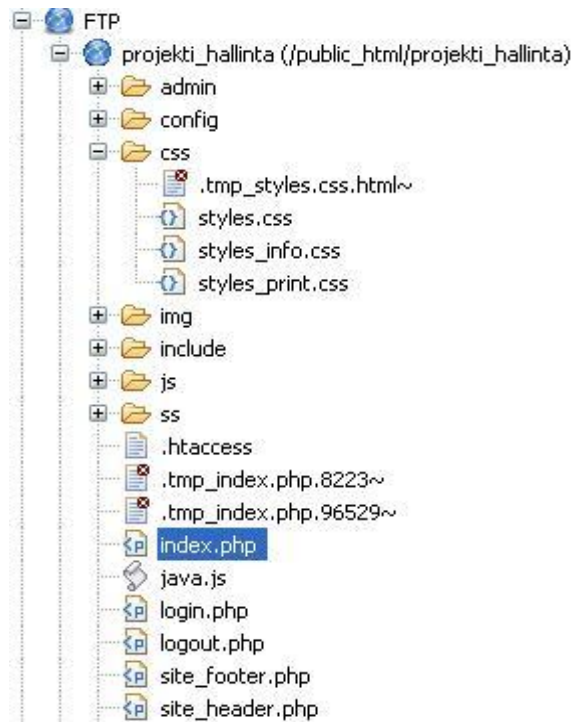 FTP
projekti_hallinta (/public_html/projekti_hallinta)
admin
config
css
.tmp_styles.css.html~
styles.css
styles_info.css
styles_print.css
img
include
js
ss
.htaccess
.tmp_index.php.8223~
.tmp_index.php.96529~
index.php
java.js
login.php
logout.php
site_footer.php
site_header.php